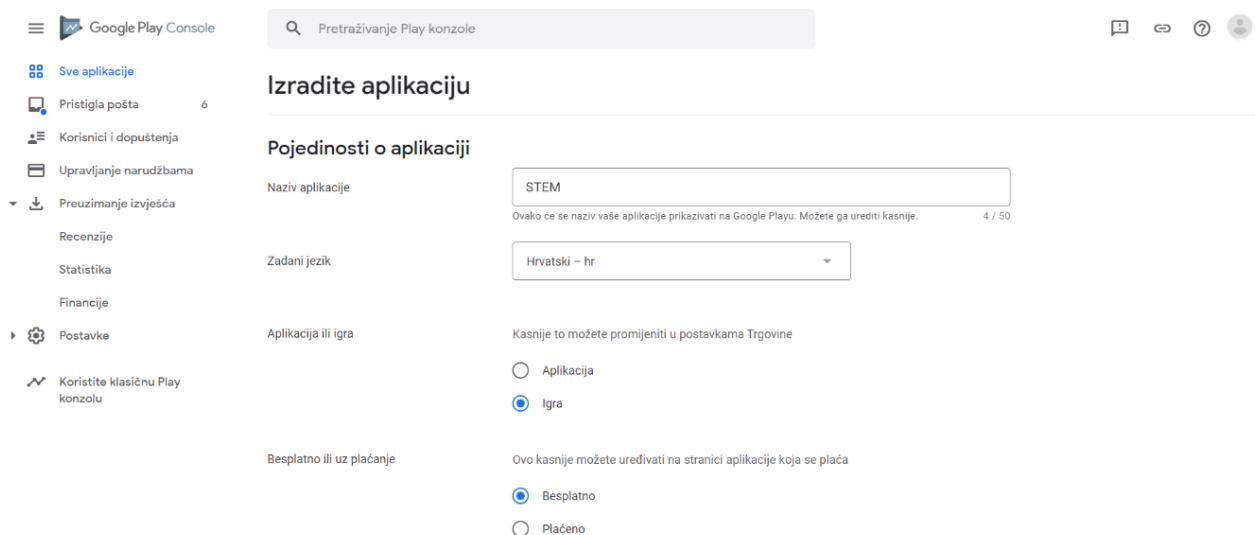 Google Play Console
Pretraživanje Play konzole
Sve aplikacije
Pristigla pošta 6
Korisnici i dopuštenja
Upravljanje narudžbama
Preuzimanje izvješća
Recenzije
Statistika
Financije
Postavke
Koristite klasičnu Play
konzolu
Izradite aplikaciju
Pojedinosti o aplikaciji
Naziv aplikacije
STEM
Ovako će se naziv vaše aplikacije prikazivati na Google Playu. Možete ga urediti kasnije. 4 / 50
Zadani jezik
Hrvatski – hr
Aplikacija ili igra
Kasnije to možete promijeniti u postavkama Trgovine
Aplikacija
Igra
Besplatno ili uz plaćanje
Ovo kasnije možete uređivati na stranici aplikacije koja se plaća
Besplatno
Plaćeno